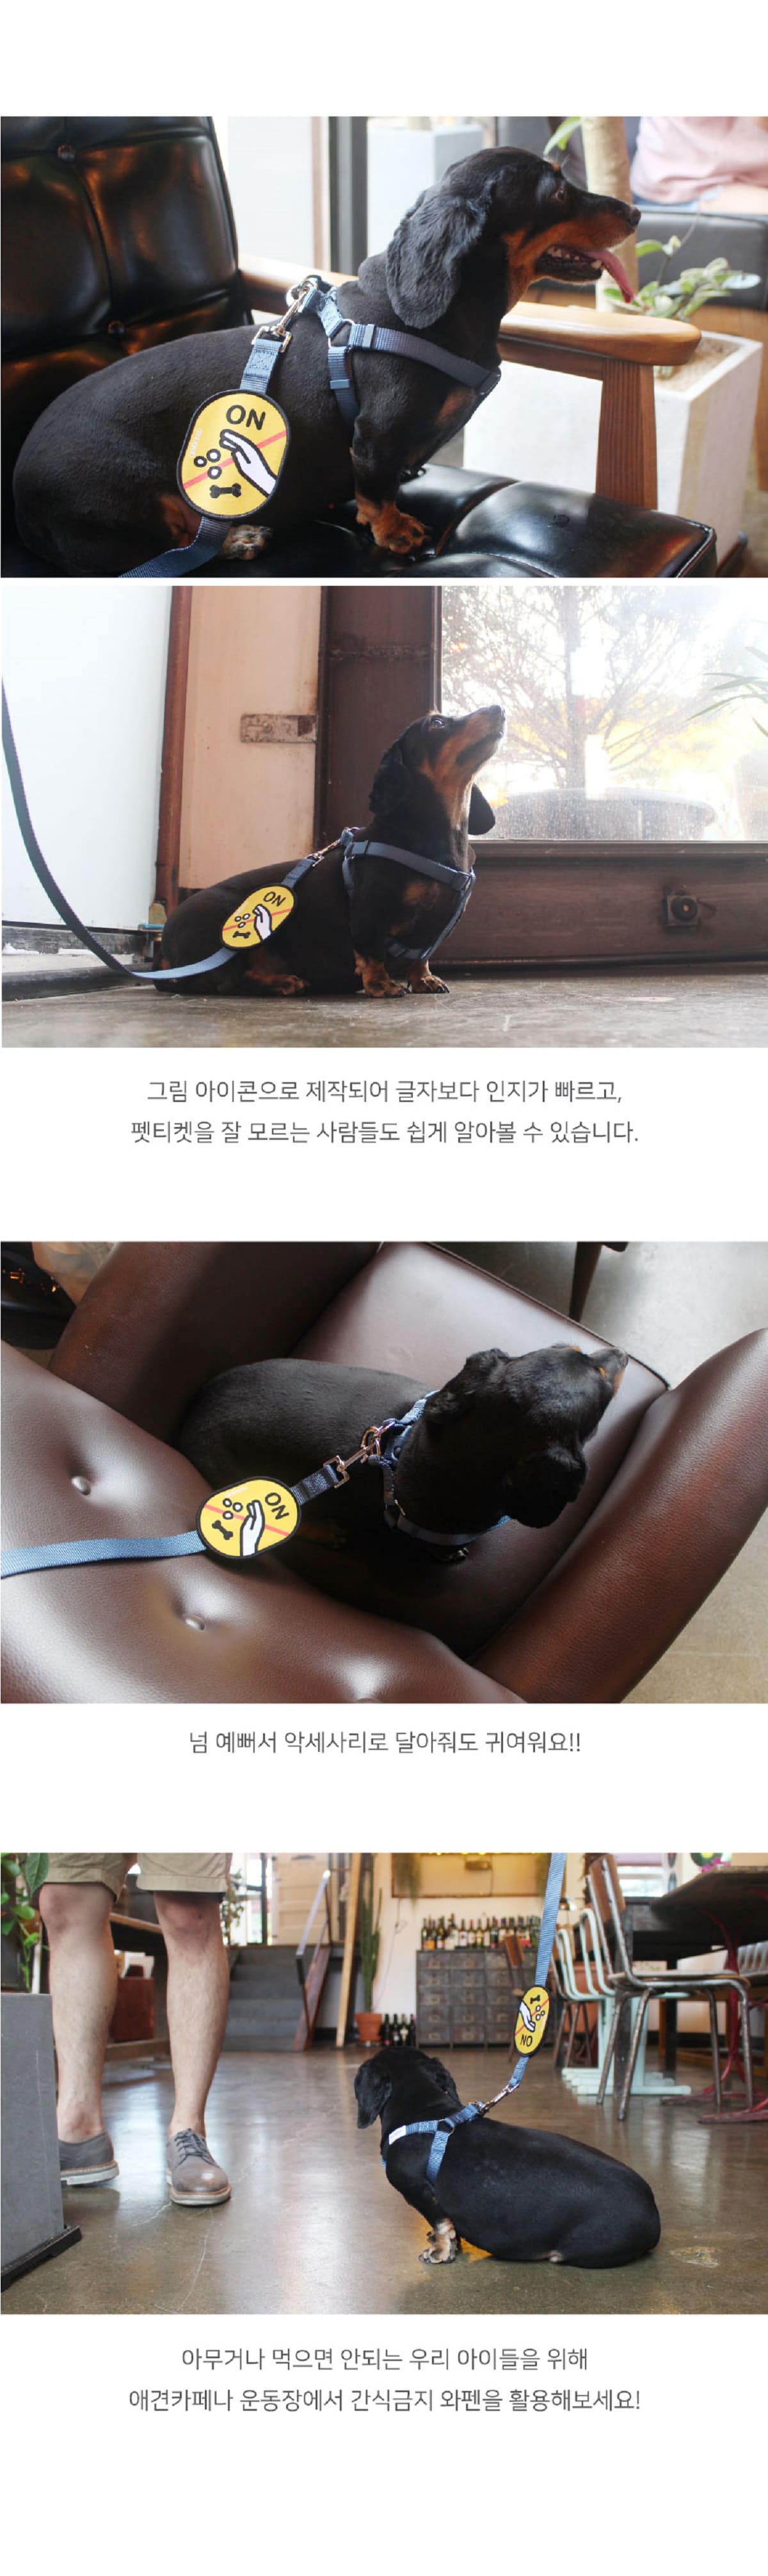 ON
ON
그림 아이콘으로 제작되어 글자보다 인지가 빠르고,
펫티켓을 잘 모르는 사람들도 쉽게 알아볼 수 있습니다.
ON
넘 예뻐서 악세사리로 달아줘도 귀여워요!!
NO
아무거나 먹으면 안되는 우리 아이들을 위해
애견카페나 운동장에서 간식금지 와펜을 활용해보세요!